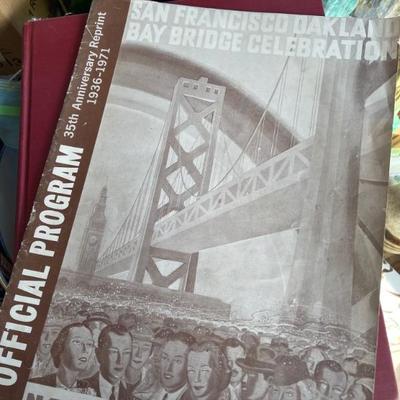 SAN FRANCISCO OAKLAND
BAY BRIDGE CELEBRATION
OFFICIAL PROGRAM
35th Anniversary Reprint
1936-1971